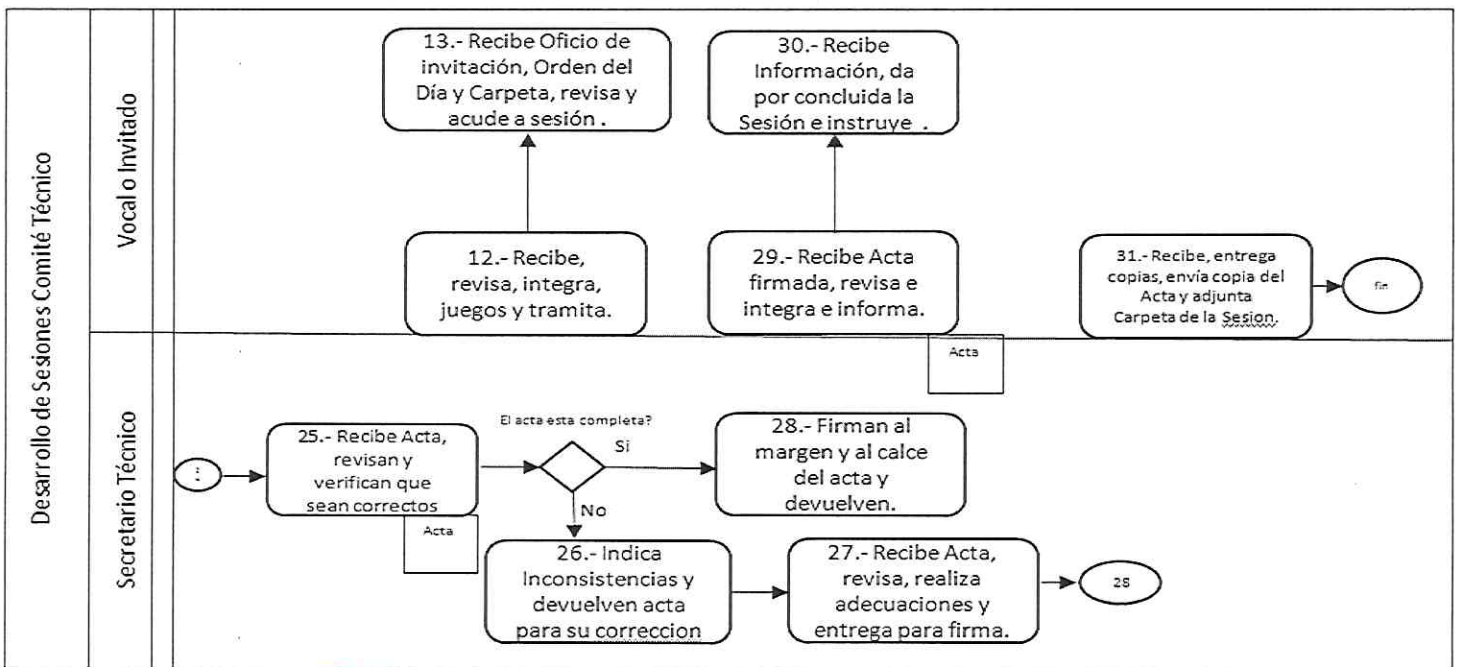 Desarrollo de Sesiones Comité Técnico
Vocal o Invitado
13.- Recibe Oficio de
invitación, Orden del
Día y Carpeta, revisa y
acude a sesión .
30.- Recibe
Información, da
por concluida la
Sesión e instruye .
12.- Recibe,
revisa, integra,
juegos y tramita.
29.- Recibe Acta
firmada, revisa e
integra e informa.
Acta
31.- Recibe, entrega
copias, envía copia del
Acta y adjunta
Carpeta de la Sesion.
fin
Secretario Técnico
25.- Recibe Acta,
revisan y
verifican que
sean correctos
Acta
El acta esta completa?
Si
No
28.- Firman al
margen y al calce
del acta y
devuelven.
26.- Indica
Inconsistencias y
devuelven acta
para su correccion
27.- Recibe Acta,
revisa, realiza
adecuaciones y
entrega para firma.
28